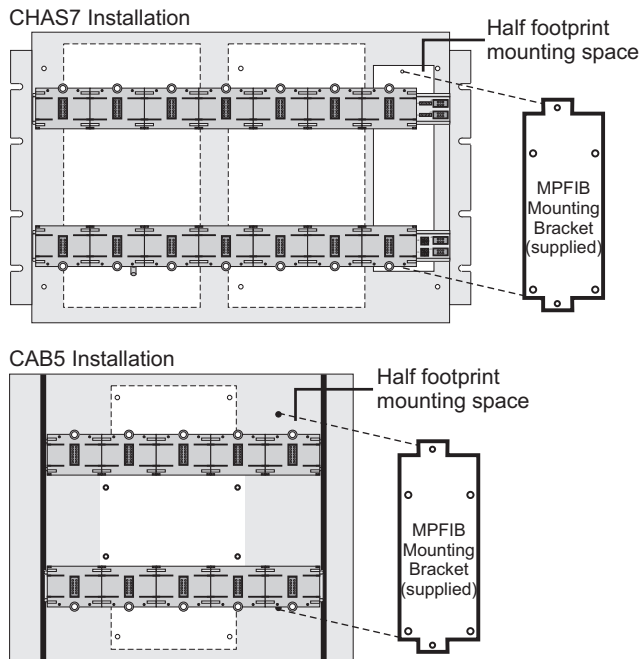 CHAS7 Installation
Half footprint
mounting space
MPFIB
Mounting
Bracket
(supplied)
CAB5 Installation
Half footprint
mounting space
MPFIB
Mounting
Bracket
(supplied)